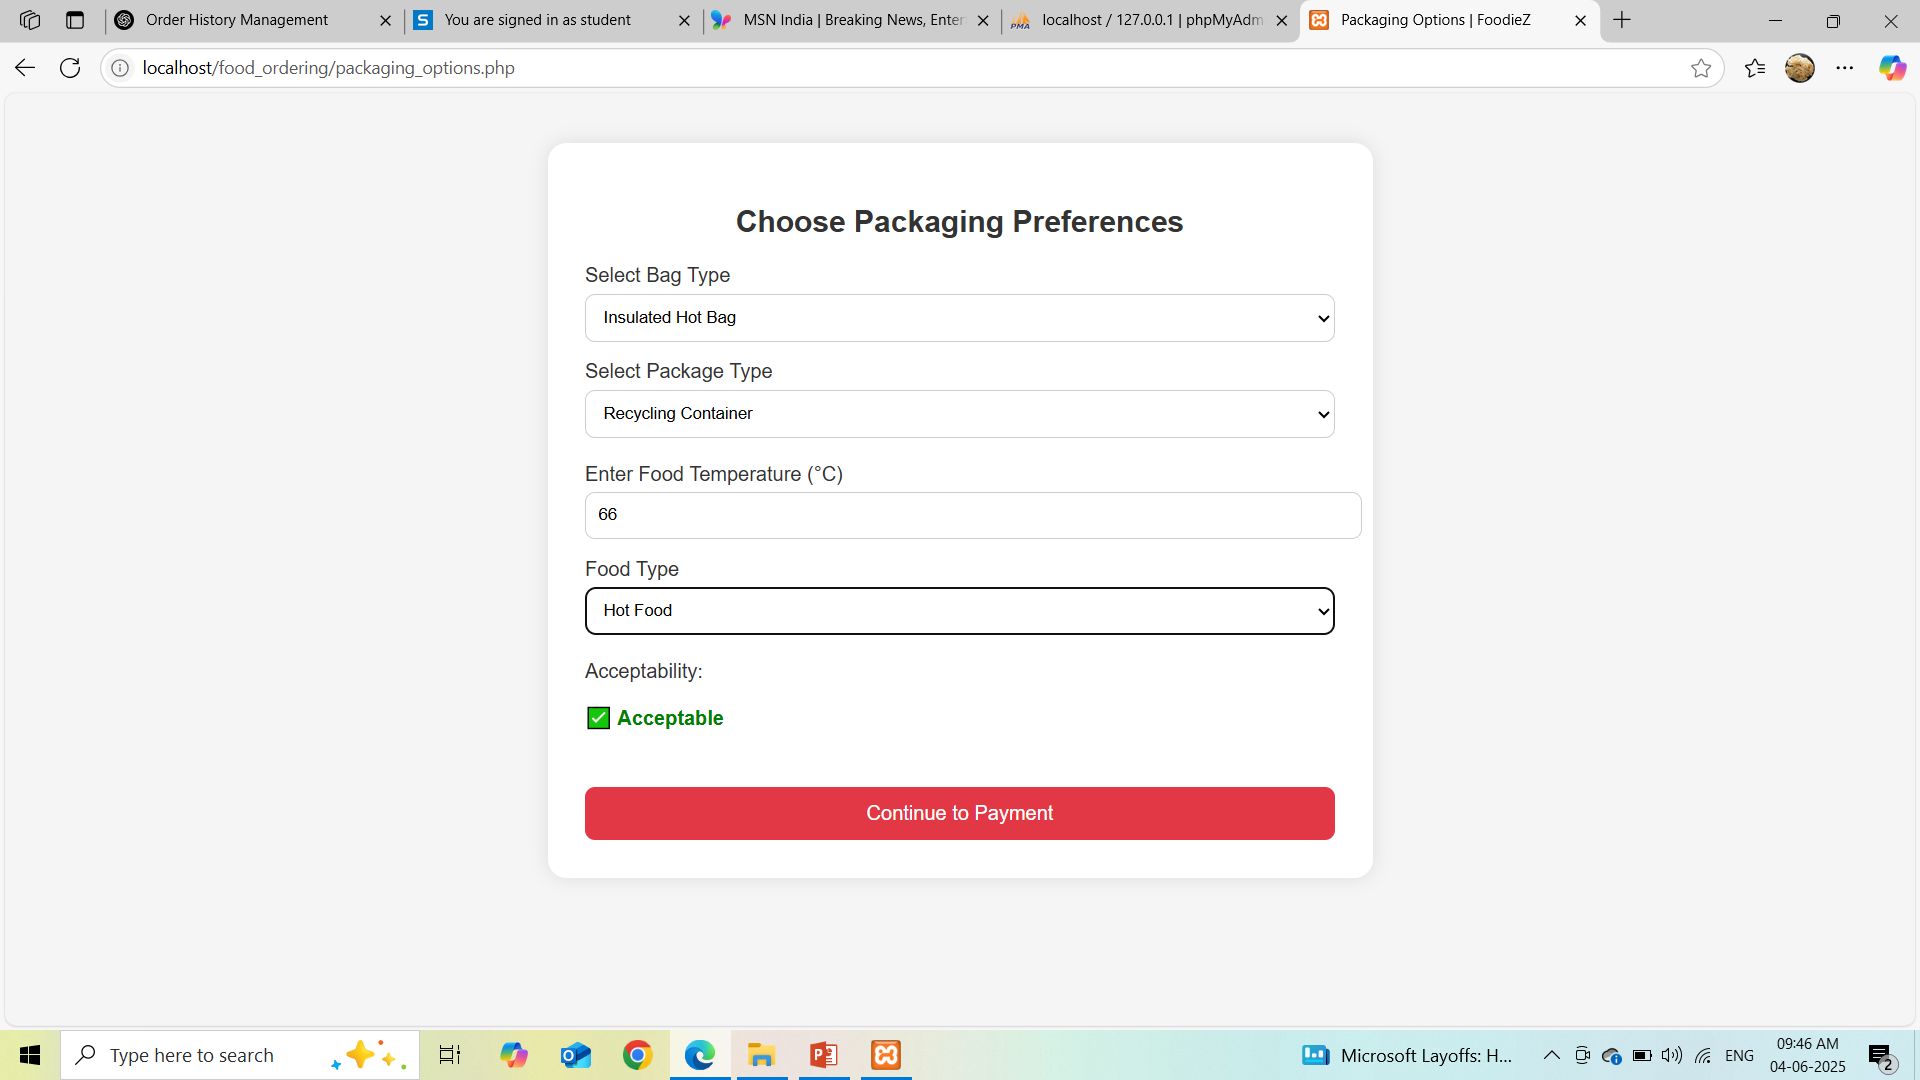 Order History Management
You are signed in as student
MSN India | Breaking News, Enter
localhost / 127.0.0.1 | phpMyAdm
Packaging Options | FoodieZ
localhost/food_ordering/packaging_options.php
Choose Packaging Preferences
Select Bag Type
Insulated Hot Bag
Select Package Type
Recycling Container
Enter Food Temperature (°C)
66
Food Type
Hot Food
Acceptability:
Acceptable
Continue to Payment
Type here to search
Microsoft Layoffs: H...
ENG
09:46 AM
04-06-2025
2